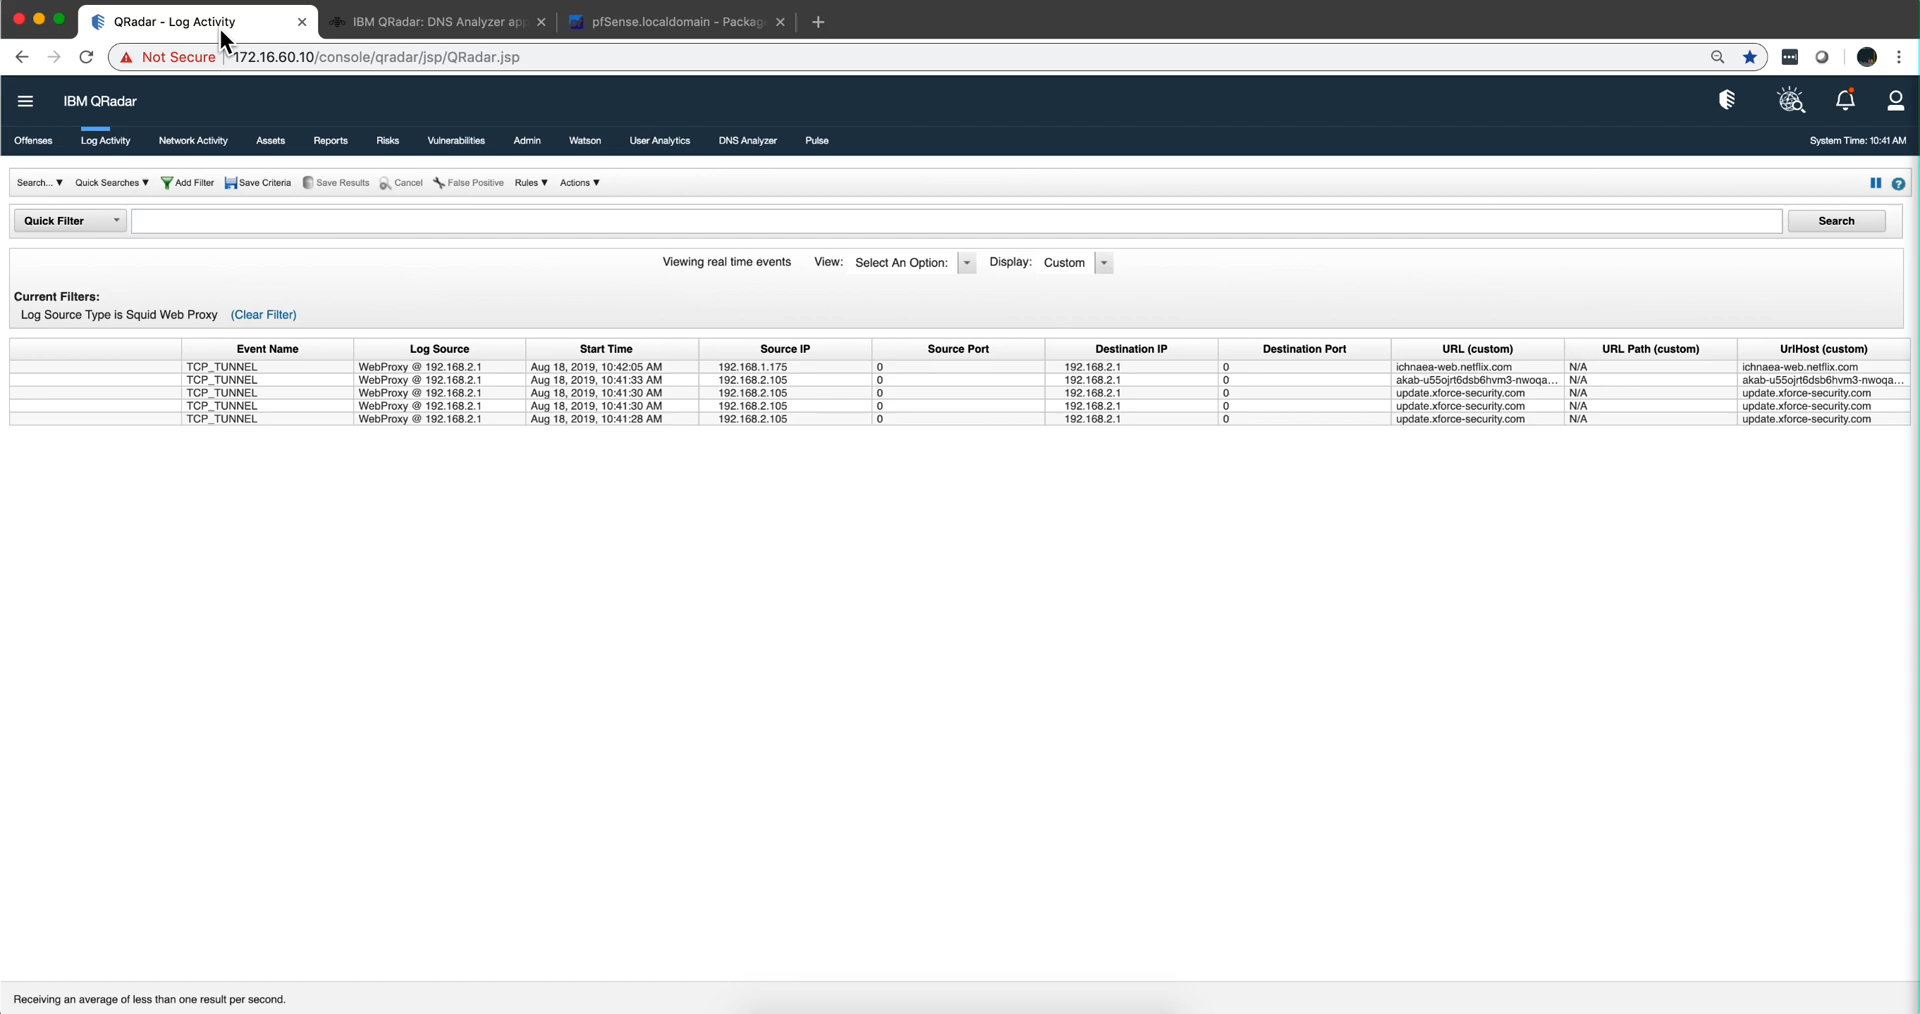 QRadar - Log Activity IBM QRadar: DNS Analyzer app pfSense.localdomain - Package
Not Secure 172.16.60.10/console/qradar/jsp/QRadar.jsp
IBM QRadar
Offenses Log Activity Network Activity Assets Reports Risks Vulnerabilities Admin Watson User Analytics DNS Analyzer Pulse System Time: 10:41 AM
Search... Quick Searches Add Filter Save Criteria Save Results Cancel False Positive Rules Actions
Quick Filter Search
Viewing real time events View: Select An Option: Display: Custom
Current Filters:
Log Source Type is Squid Web Proxy (Clear Filter)
Event Name Log Source Start Time Source IP Source Port Destination IP Destination Port URL (custom) URL Path (custom) UrlHost (custom)
TCP_TUNNEL WebProxy @ 192.168.2.1 Aug 18, 2019, 10:42:05 AM 192.168.1.175 0 192.168.2.1 0 ichnaea-web.netflix.com N/A ichnaea-web.netflix.com
TCP_TUNNEL WebProxy @ 192.168.2.1 Aug 18, 2019, 10:41:33 AM 192.168.2.105 0 192.168.2.1 0 akab-u55ojrt6dsb6hvm3-nwoqa... N/A akab-u55ojrt6dsb6hvm3-nwoqa...
TCP_TUNNEL WebProxy @ 192.168.2.1 Aug 18, 2019, 10:41:30 AM 192.168.2.105 0 192.168.2.1 0 update.xforce-security.com N/A update.xforce-security.com
TCP_TUNNEL WebProxy @ 192.168.2.1 Aug 18, 2019, 10:41:30 AM 192.168.2.105 0 192.168.2.1 0 update.xforce-security.com N/A update.xforce-security.com
TCP_TUNNEL WebProxy @ 192.168.2.1 Aug 18, 2019, 10:41:28 AM 192.168.2.105 0 192.168.2.1 0 update.xforce-security.com N/A update.xforce-security.com
Receiving an average of less than one result per second.